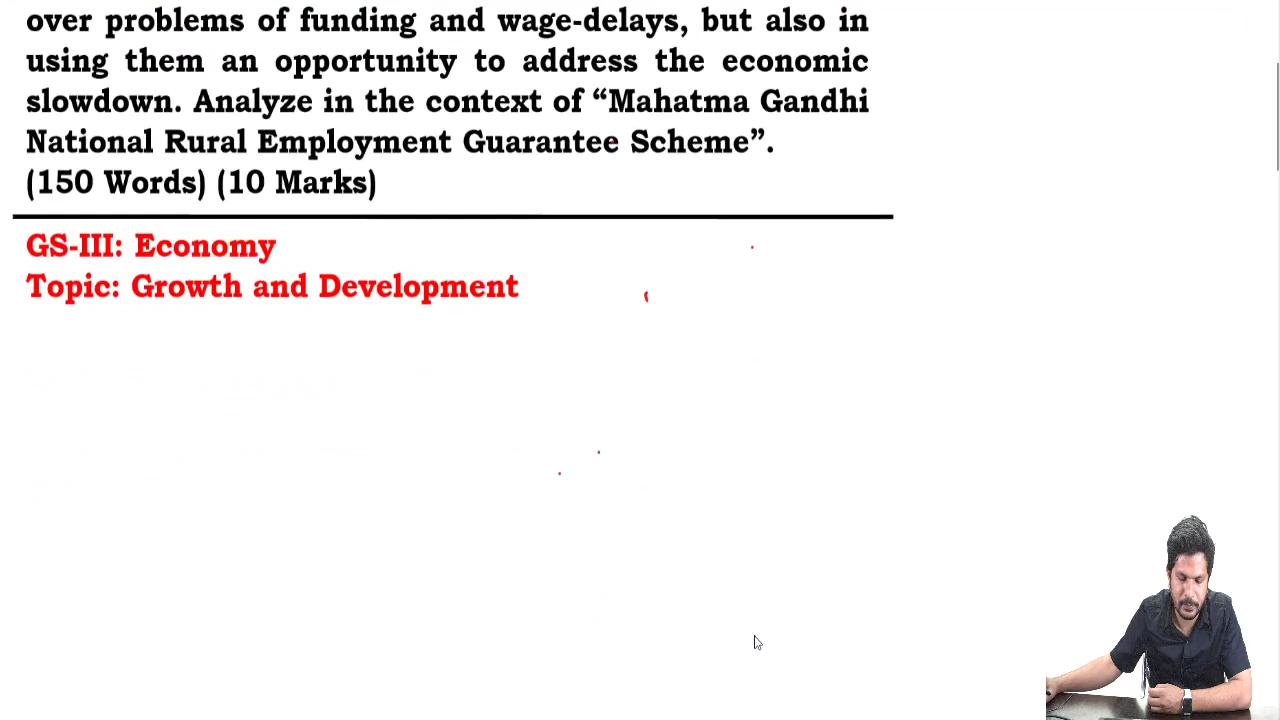 over problems of funding and wage-delays, but also in
using them an opportunity to address the economic
slowdown. Analyze in the context of “Mahatma Gandhi
National Rural Employment Guarantee Scheme”.
(150 Words) (10 Marks)
GS-III: Economy
Topic: Growth and Development